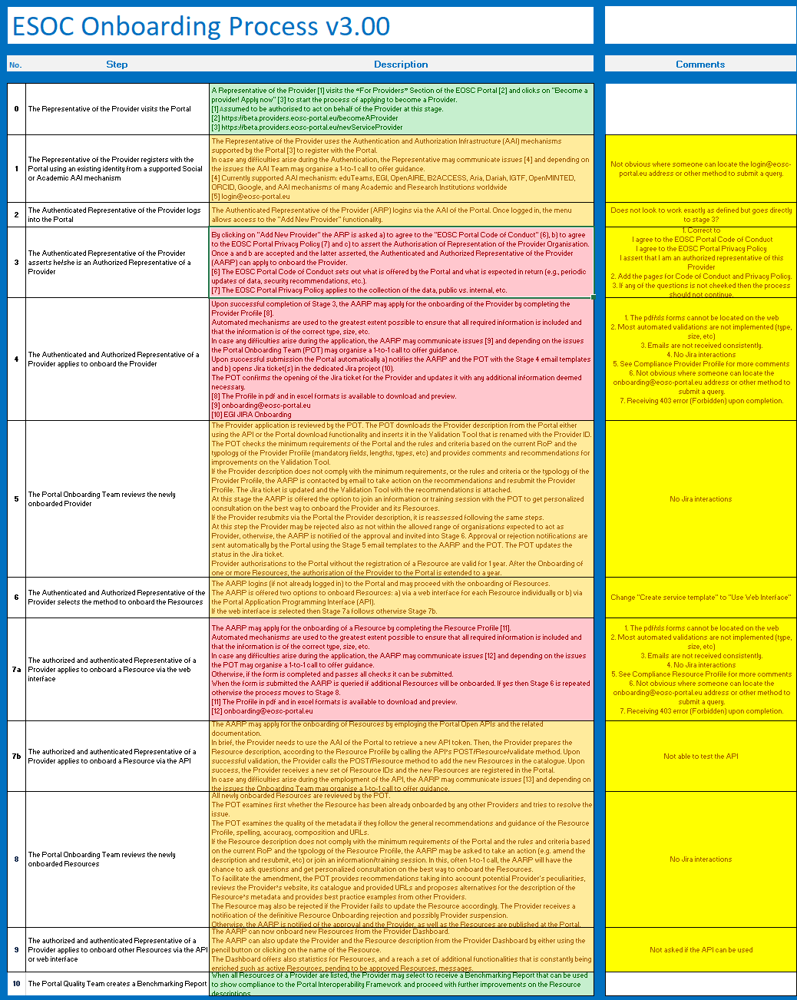 ESOC Onboarding Process v3.00
No.
Step
Description
Comments
0
The Representative of the Provider visits the Portal
A Representative of the Provider [1] visits the "For Providers" Section of the EOSC Portal [2] and clicks on "Become a
provider! Apply now" [3] to start the process of applying to become a Provider.
[1] Assumed to be authorised to act on behalf of the Provider at this stage.
[2] https://beta.providers.eosc-portal.eu/becomeAProvider
[3] https://beta.providers.eosc-portal.eu/newServiceProvider
1
The Representative of the Provider registers with the
Portal using an existing identity from a supported Social
or Academic AAI mechanism
The Representative of the Provider uses the Authentication and Authorization Infrastructure (AAI) mechanisms
supported by the Portal [3] to register with the Portal.
In case any difficulties arise during the Authentication, the Representative may communicate issues [4] and depending on
the issues the AAI Team may organise a 1-to-1 call to offer guidance.
[4] Currently supported AAI mechanism: eduTeams, EGI, OpenAIRE, B2ACCESS, Aria, Dariah, IGTF, OpenMINTED,
ORCID, Google, and AAI mechanisms of many Academic and Research Institutions worldwide
[5] login@eosc-portal.eu
Not obvious where someone can locate the login@eosc-
portal.eu address or other method to submit a query.
2
The Authenticated Representative of the Provider logs
into the Portal
The Authenticated Representative of the Provider (ARP) logins via the AAI of the Portal. Once logged in, the menu
allows access to the "Add New Provider" functionality.
Does not look to work exactly as defined but goes directly
to stage 3?
3
The Authenticated Representative of the Provider
asserts he/she is an Authorized Representative of a
Provider
By clicking on "Add New Provider" the ARP is asked a) to agree to the "EOSC Portal Code of Conduct" (6), b) to agree
to the EOSC Portal Privacy Policy (7) and c) to assert the Authorisation of Representation of the Provider Organisation.
Once a and b are accepted and the latter asserted, the Authenticated and Authorized Representative of the Provider
(AARP) can apply to onboard the Provider.
[6] The EOSC Portal Code of Conduct sets out what is offered by the Portal and what is expected in return (e.g., periodic
updates of data, security recommendations, etc.).
[7] The EOSC Portal Privacy Policy applies to the collection of the data, public vs. internal, etc.
1. Correct to
I agree to the EOSC Portal Code of Conduct
I agree to the EOSC Portal Privacy Policy
I assert that I am an authorized representative of this
Provider
2. Add the pages for Code of Conduct and Privacy Policy.
3. If any of the questions is not cheeked then the process
should not continue.
4
The Authenticated and Authorized Representative of a
Provider applies to onboard the Provider
Upon successful completion of Stage 3, the AARP may apply for the onboarding of the Provider by completing the
Provider Profile [8].
Automated mechanisms are used to the greatest extent possible to ensure that all required information is included and
that the information is of the correct type, size, etc.
In case any difficulties arise during the application, the AARP may communicate issues [9] and depending on the issues
the Portal Onboarding Team (POT) may organise a 1-to-1 call to offer guidance.
Upon successful submission the Portal automatically a) notifies the AARP and the POT with the Stage 4 email templates
and b) opens Jira ticket(s) in the dedicated Jira project (10).
The POT confirms the opening of the Jira ticket for the Provider and updates it with any additional information deemed
necessary.
[8] The Profile in pdf and in excel formats is available to download and preview.
[9] onboarding@eosc-portal.eu
[10] EGI JIRA Onboarding
1. The pdf/xls forms cannot be located on the web
2. Most automated validations are not implemented (type,
size, etc)
3. Emails are not received consistently.
4. No Jira interactions
5. See Compliance Provider Profile for more comments
6. Not obvious where someone can locate the
onboarding@eosc-portal.eu address or other method to
submit a query.
7. Receiving 403 error (Forbidden) upon completion.
5
The Portal Onboarding Team reviews the newly
onboarded Provider
The Provider application is reviewed by the POT. The POT downloads the Provider description from the Portal either
using the API or the Portal download functionality and inserts it in the Validation Tool that is renamed with the Provider ID.
The POT checks the minimum requirements of the Portal and the rules and criteria based on the current RoP and the
typology of the Provider Profile (mandatory fields, lengths, types, etc) and provides comments and recommendations for
improvements on the Validation Tool.
If the Provider description does not comply with the minimum requirements, or the rules and criteria or the typology of the
Provider Profile, the AARP is contacted by email to take action on the recommendations and resubmit the Provider
Profile. The Jira ticket is updated and the Validation Tool with the recommendations is attached.
At this stage the AARP is offered the option to join an information or training session with the POT to get personalized
consultation on the best way to onboard the Provider and its Resources.
If the Provider resubmits via the Portal the Provider description, it is reassessed following the same steps.
At this step the Provider may be rejected also as not within the allowed range of organisations expected to act as
Provider, otherwise, the AARP is notified of the approval and invited into Stage 6. Approval or rejection notifications are
sent automatically by the Portal using the Stage 5 email templates to the AARP and the POT. The POT updates the
status in the Jira ticket.
Provider authorisations to the Portal without the registration of a Resource are valid for 1 year. After the Onboarding of
one or more Resources, the authorisation of the Provider to the Portal is extended to a year.
No Jira interactions
6
The Authenticated and Authorized Representative of the
Provider selects the method to onboard the Resources
The AARP logins (if not already logged in) to the Portal and may proceed with the onboarding of Resources.
The AARP is offered two options to onboard Resources: a) via a web interface for each Resource individually or b) via
the Portal Application Programming Interface (API).
If the web interface is selected then Stage 7a follows otherwise Stage 7b.
Change "Create service template" to "Use Web Interface"
7a
The authorized and authenticated Representative of a
Provider applies to onboard a Resource via the web
interface
The AARP may apply for the onboarding of a Resource by completing the Resource Profile [11].
Automated mechanisms are used to the greatest extent possible to ensure that all required information is included and
that the information is of the correct type, size, etc.
In case any difficulties arise during the application, the AARP may communicate issues [12] and depending on the issues
the POT may organise a 1-to-1 call to offer guidance.
Otherwise, if the form is completed and passes all checks it can be submitted.
When the form is submitted the AARP is queried if additional Resources will be onboarded. If yes then Stage 6 is repeated
otherwise the process moves to Stage 8.
[11] The Profile in pdf and in excel formats is available to download and preview.
[12] onboarding@eosc-portal.eu
1. The pdf/xls forms cannot be located on the web
2. Most automated validations are not implemented (type,
size, etc)
3. Emails are not received consistently.
4. No Jira interactions
5. See Compliance Resource Profile for more comments
6. Not obvious where someone can locate the
onboarding@eosc-portal.eu address or other method to
submit a query.
7. Receiving 403 error (Forbidden) upon completion.
7b
The authorized and authenticated Representative of a
Provider applies to onboard a Resource via the API
The AARP may apply for the onboarding of Resources by employing the Portal Open APIs and the related
documentation.
In brief, the Provider needs to use the AAI of the Portal to retrieve a new API token. Then, the Provider prepares the
Resource description, according to the Resource Profile by calling the API's POST/Resource/validate method. Upon
successful validation, the Provider calls the POST/Resource method to add the new Resources in the catalogue. Upon
success, the Provider receives a new set of Resource IDs and the new Resources are registered in the Portal.
In case any difficulties arise during the employment of the API, the AARP may communicate issues [13] and depending on
the issues the Onboarding Team may organise a 1-to-1 call to offer guidance.
Not able to test the API
8
The Portal Onboarding Team reviews the newly
onboarded Resources
All newly onboarded Resources are reviewed by the POT.
The POT examines first whether the Resource has been already onboarded by any other Providers and tries to resolve the
issue.
The POT examines the quality of the metadata if they follow the general recommendations and guidance of the Resource
Profile, spelling, accuracy, composition and URLs.
If the Resource description does not comply with the minimum requirements of the Portal and the rules and criteria based
on the current RoP and the typology of the Resource Profile, the AARP may be asked to take an action (e.g. amend the
description and resubmit, etc) or join an information/training session. In this, often 1-to-1 call, the AARP will have the
chance to ask questions and get personalized consultation on the best way to onboard the Resources.
To facilitate the amendment, the POT provides recommendations taking into account potential Provider's peculiarities,
reviews the Provider's website, its catalogue and provided URLs and proposes alternatives for the description of the
Resource's metadata and provides best practice examples from other Providers.
The Resource may also be rejected if the Provider fails to update the Resource accordingly. The Provider receives a
notification of the definitive Resource Onboarding rejection and possibly Provider suspension.
Otherwise, the AARP is notified of the approval and the Provider, as well as the Resources are published at the Portal.
No Jira interactions
9
The authorized and authenticated Representative of a
Provider applies to onboard other Resources via the API
or web interface
The AARP can now onboard new Resources from the Provider Dashboard.
The AARP can also update the Provider and the Resource description from the Provider Dashboard by either using the
pencil button or clicking on the name of the Resource.
The Dashboard offers also statistics for Resources, and a reach a set of additional functionalities that is constantly being
enriched such as active Resources, pending to be approved Resources, messages.
Not asked if the API can be used
10
The Portal Quality Team creates a Benchmarking Report
When all Resources of a Provider are listed, the Provider may select to receive a Benchmarking Report that can be used
to show compliance to the Portal Interoperability Framework and proceed with further improvements on the Resource
descriptions.